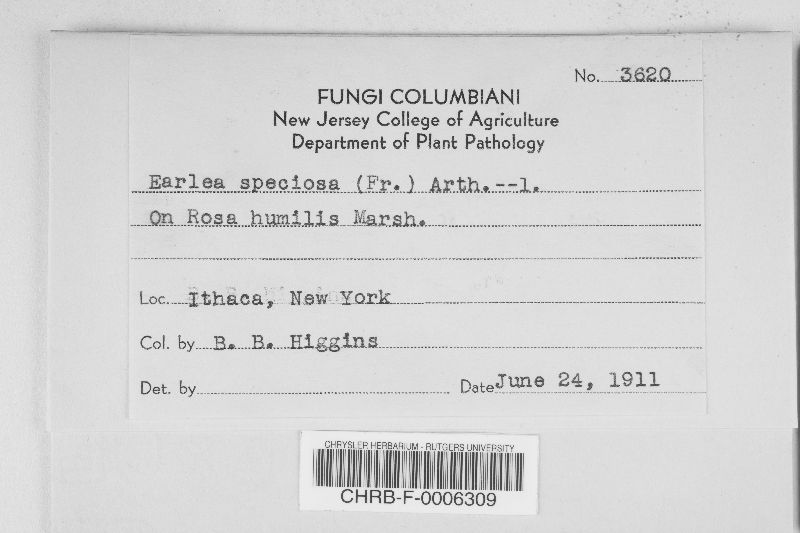 No. 3620
FUNGI COLUMBIANI
New Jersey College of Agriculture
Department of Plant Pathology
Earlea speciosa (Fr.) Arth.--l.
On Rosa humilis Marsh.
Loc. Ithaca, New York
Col. by B. B. Higgins
Det. by
Date June 24, 1911
CHRYSLER HERBARIUM - RUTGERS UNIVERSITY
CHRB-F-0006309